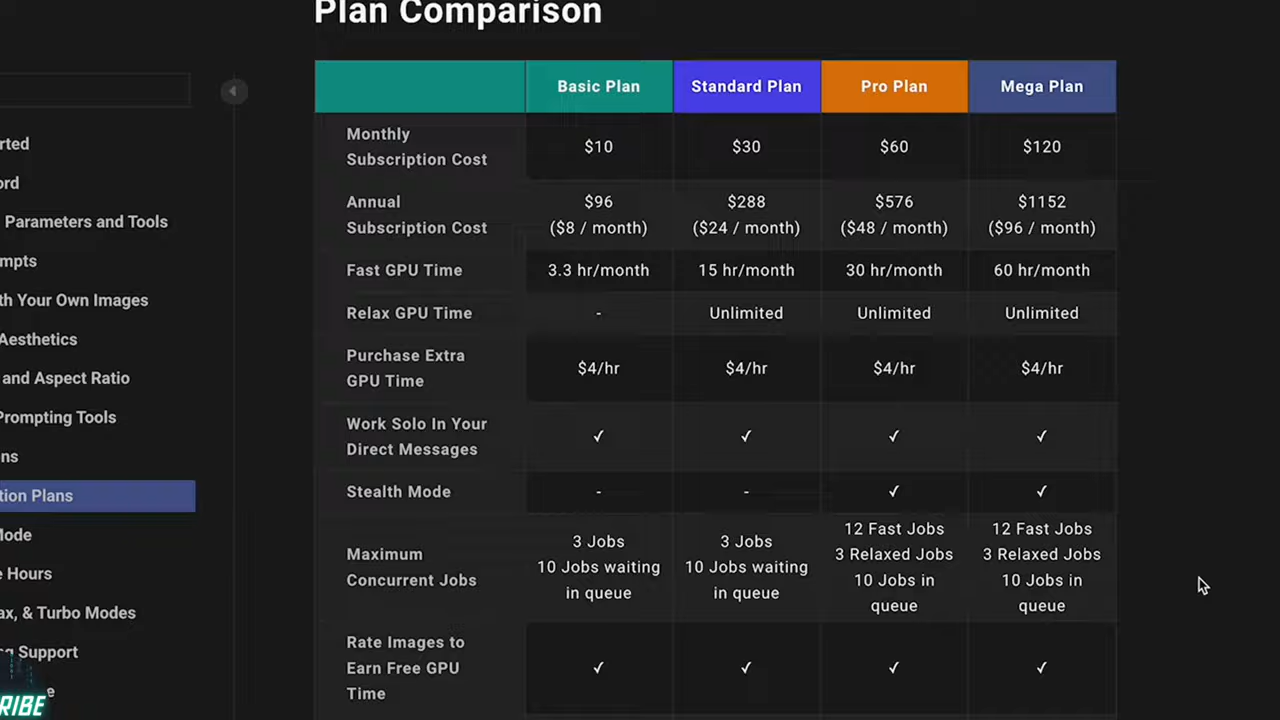 Plan Comparison
Basic Plan Standard Plan Pro Plan Mega Plan
Monthly
Subscription Cost
$10 $30 $60 $120
Annual
Subscription Cost
$96 $288 $576 $1152
($8 / month) ($24 / month) ($48 / month) ($96 / month)
Fast GPU Time 3.3 hr/month 15 hr/month 30 hr/month 60 hr/month
Relax GPU Time - Unlimited Unlimited Unlimited
Purchase Extra
GPU Time
$4/hr $4/hr $4/hr $4/hr
Work Solo In Your
Direct Messages
✓ ✓ ✓ ✓
Stealth Mode - - ✓ ✓
Maximum
Concurrent Jobs
3 Jobs
10 Jobs waiting
in queue
3 Jobs
10 Jobs waiting
in queue
12 Fast Jobs
3 Relaxed Jobs
10 Jobs in
queue
12 Fast Jobs
3 Relaxed Jobs
10 Jobs in
queue
Rate Images to
Earn Free GPU
Time
✓ ✓ ✓ ✓
rted
ord
Parameters and Tools
mpts
th Your Own Images
Aesthetics
and Aspect Ratio
Prompting Tools
ns
tion Plans
Mode
e Hours
ax, & Turbo Modes
ng Support
e
RIBE